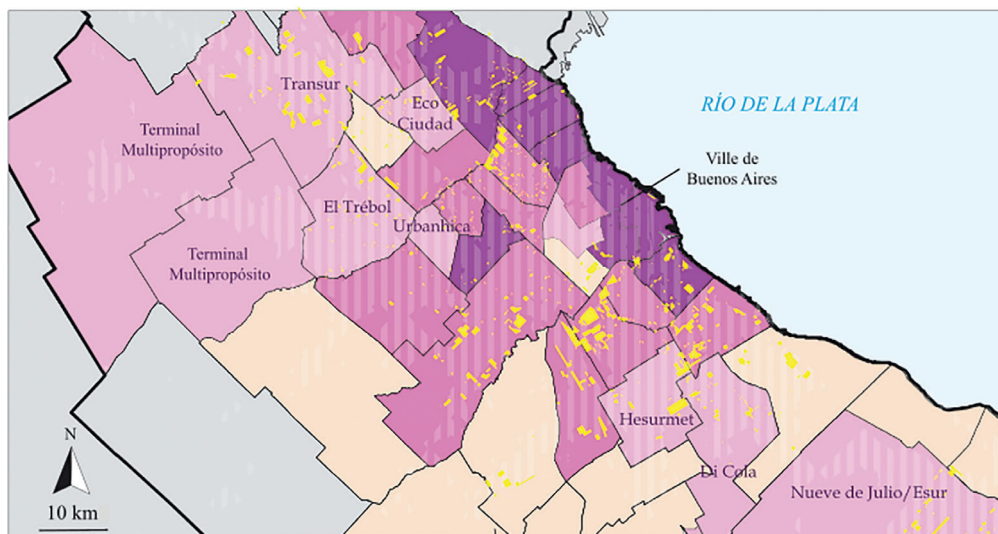 Transur
Eco
Ciudad
RÍO DE LA PLATA
Terminal
Multipropósito
Ville de
Buenos Aires
El Trébol
Urbanhica
Terminal
Multipropósito
Hesurmet
N
Di Cola
Nueve de Julio/Esur
10 km